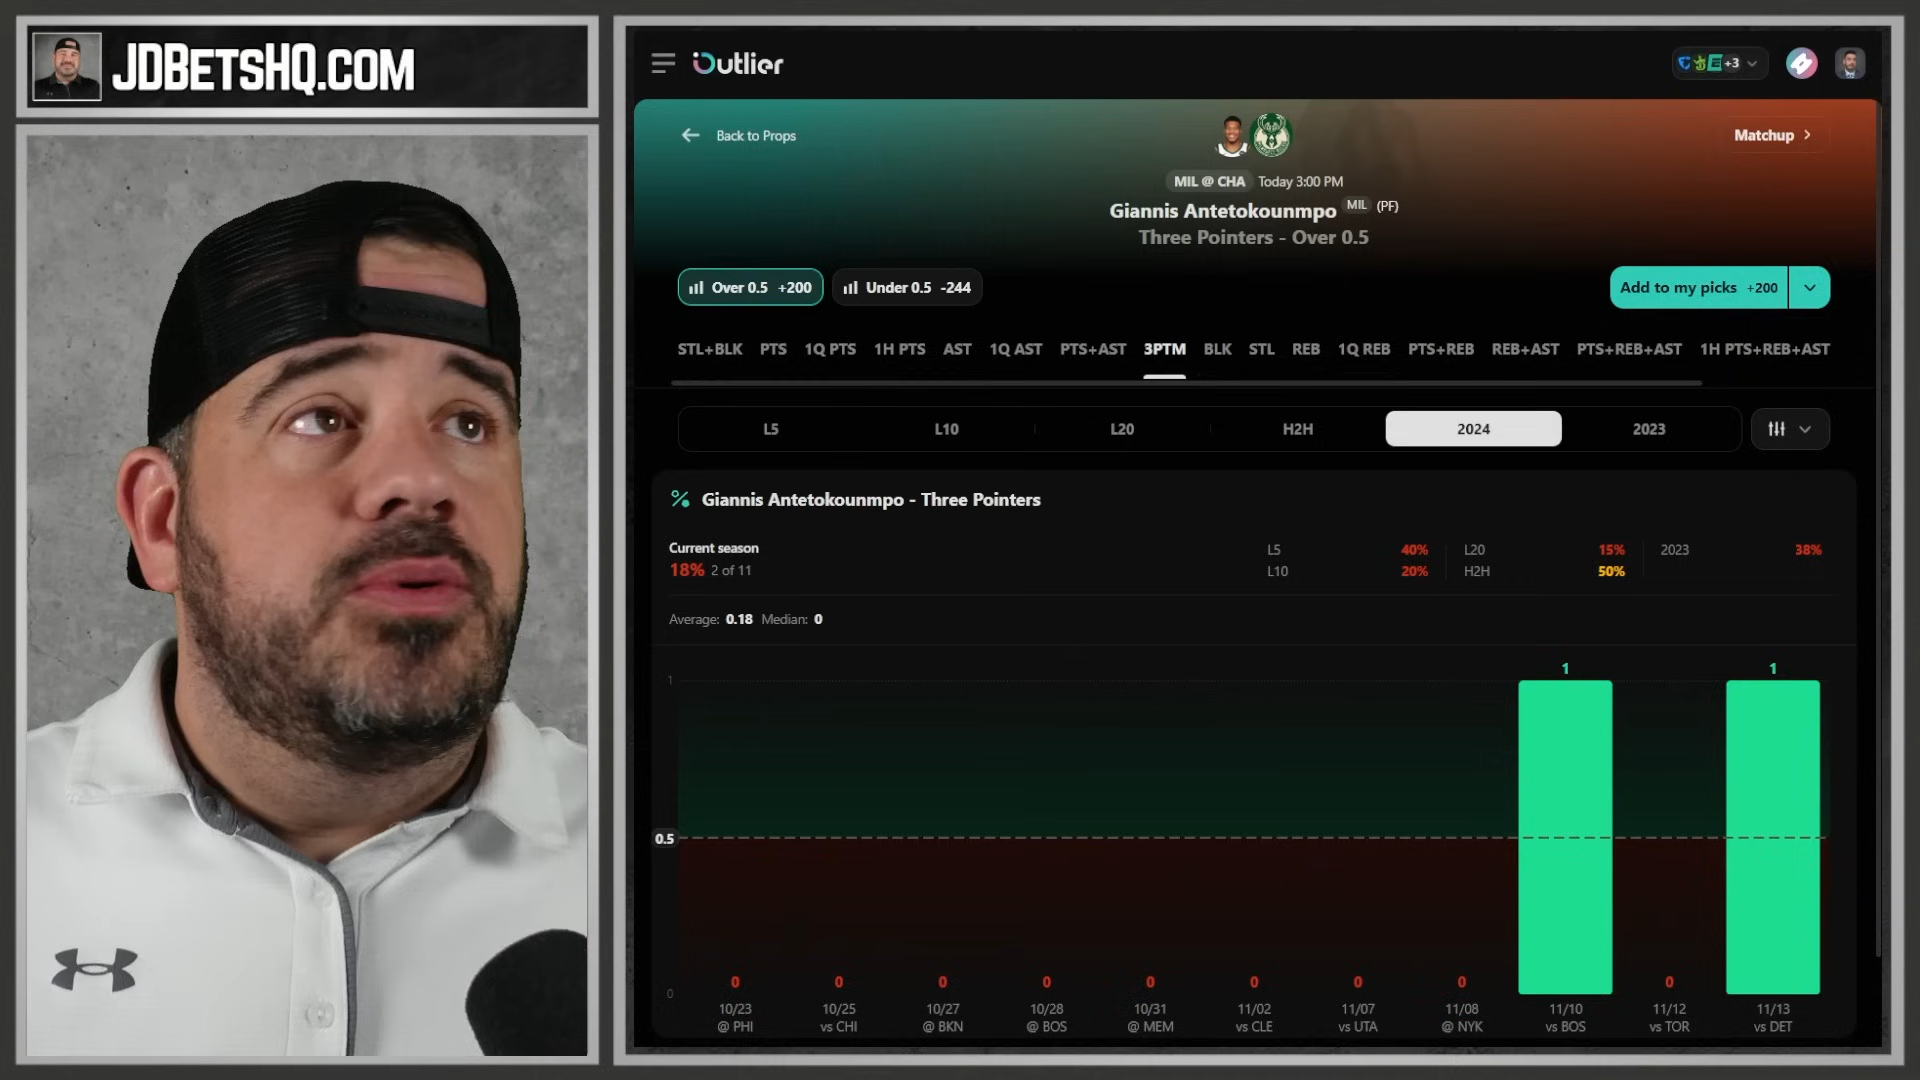 JDBETSHQ.COM
Outlier
+3
Back to Props
Matchup
MIL @ CHA Today 3:00 PM
Giannis Antetokounmpo MIL (PF)
Three Pointers - Over 0.5
Over 0.5 +200
Under 0.5 -244
Add to my picks +200
STL+BLK PTS 1Q PTS 1H PTS AST 1Q AST PTS+AST 3PTM BLK STL REB 1Q REB PTS+REB REB+AST PTS+REB+AST 1H PTS+REB+AST
L5 L10 L20 H2H 2024 2023
Giannis Antetokounmpo - Three Pointers
Current season
18% 2 of 11
L5 40% L20 15% 2023 38%
L10 20% H2H 50%
Average: 0.18 Median: 0
1 1
1
0.5
0 0 0 0 0 0 0 0 0
0
10/23 10/25 10/27 10/28 10/31 11/02 11/07 11/08 11/10 11/12 11/13
@ PHI vs CHI @ BKN @ BOS @ MEM vs CLE vs UTA @ NYK vs BOS vs TOR vs DET